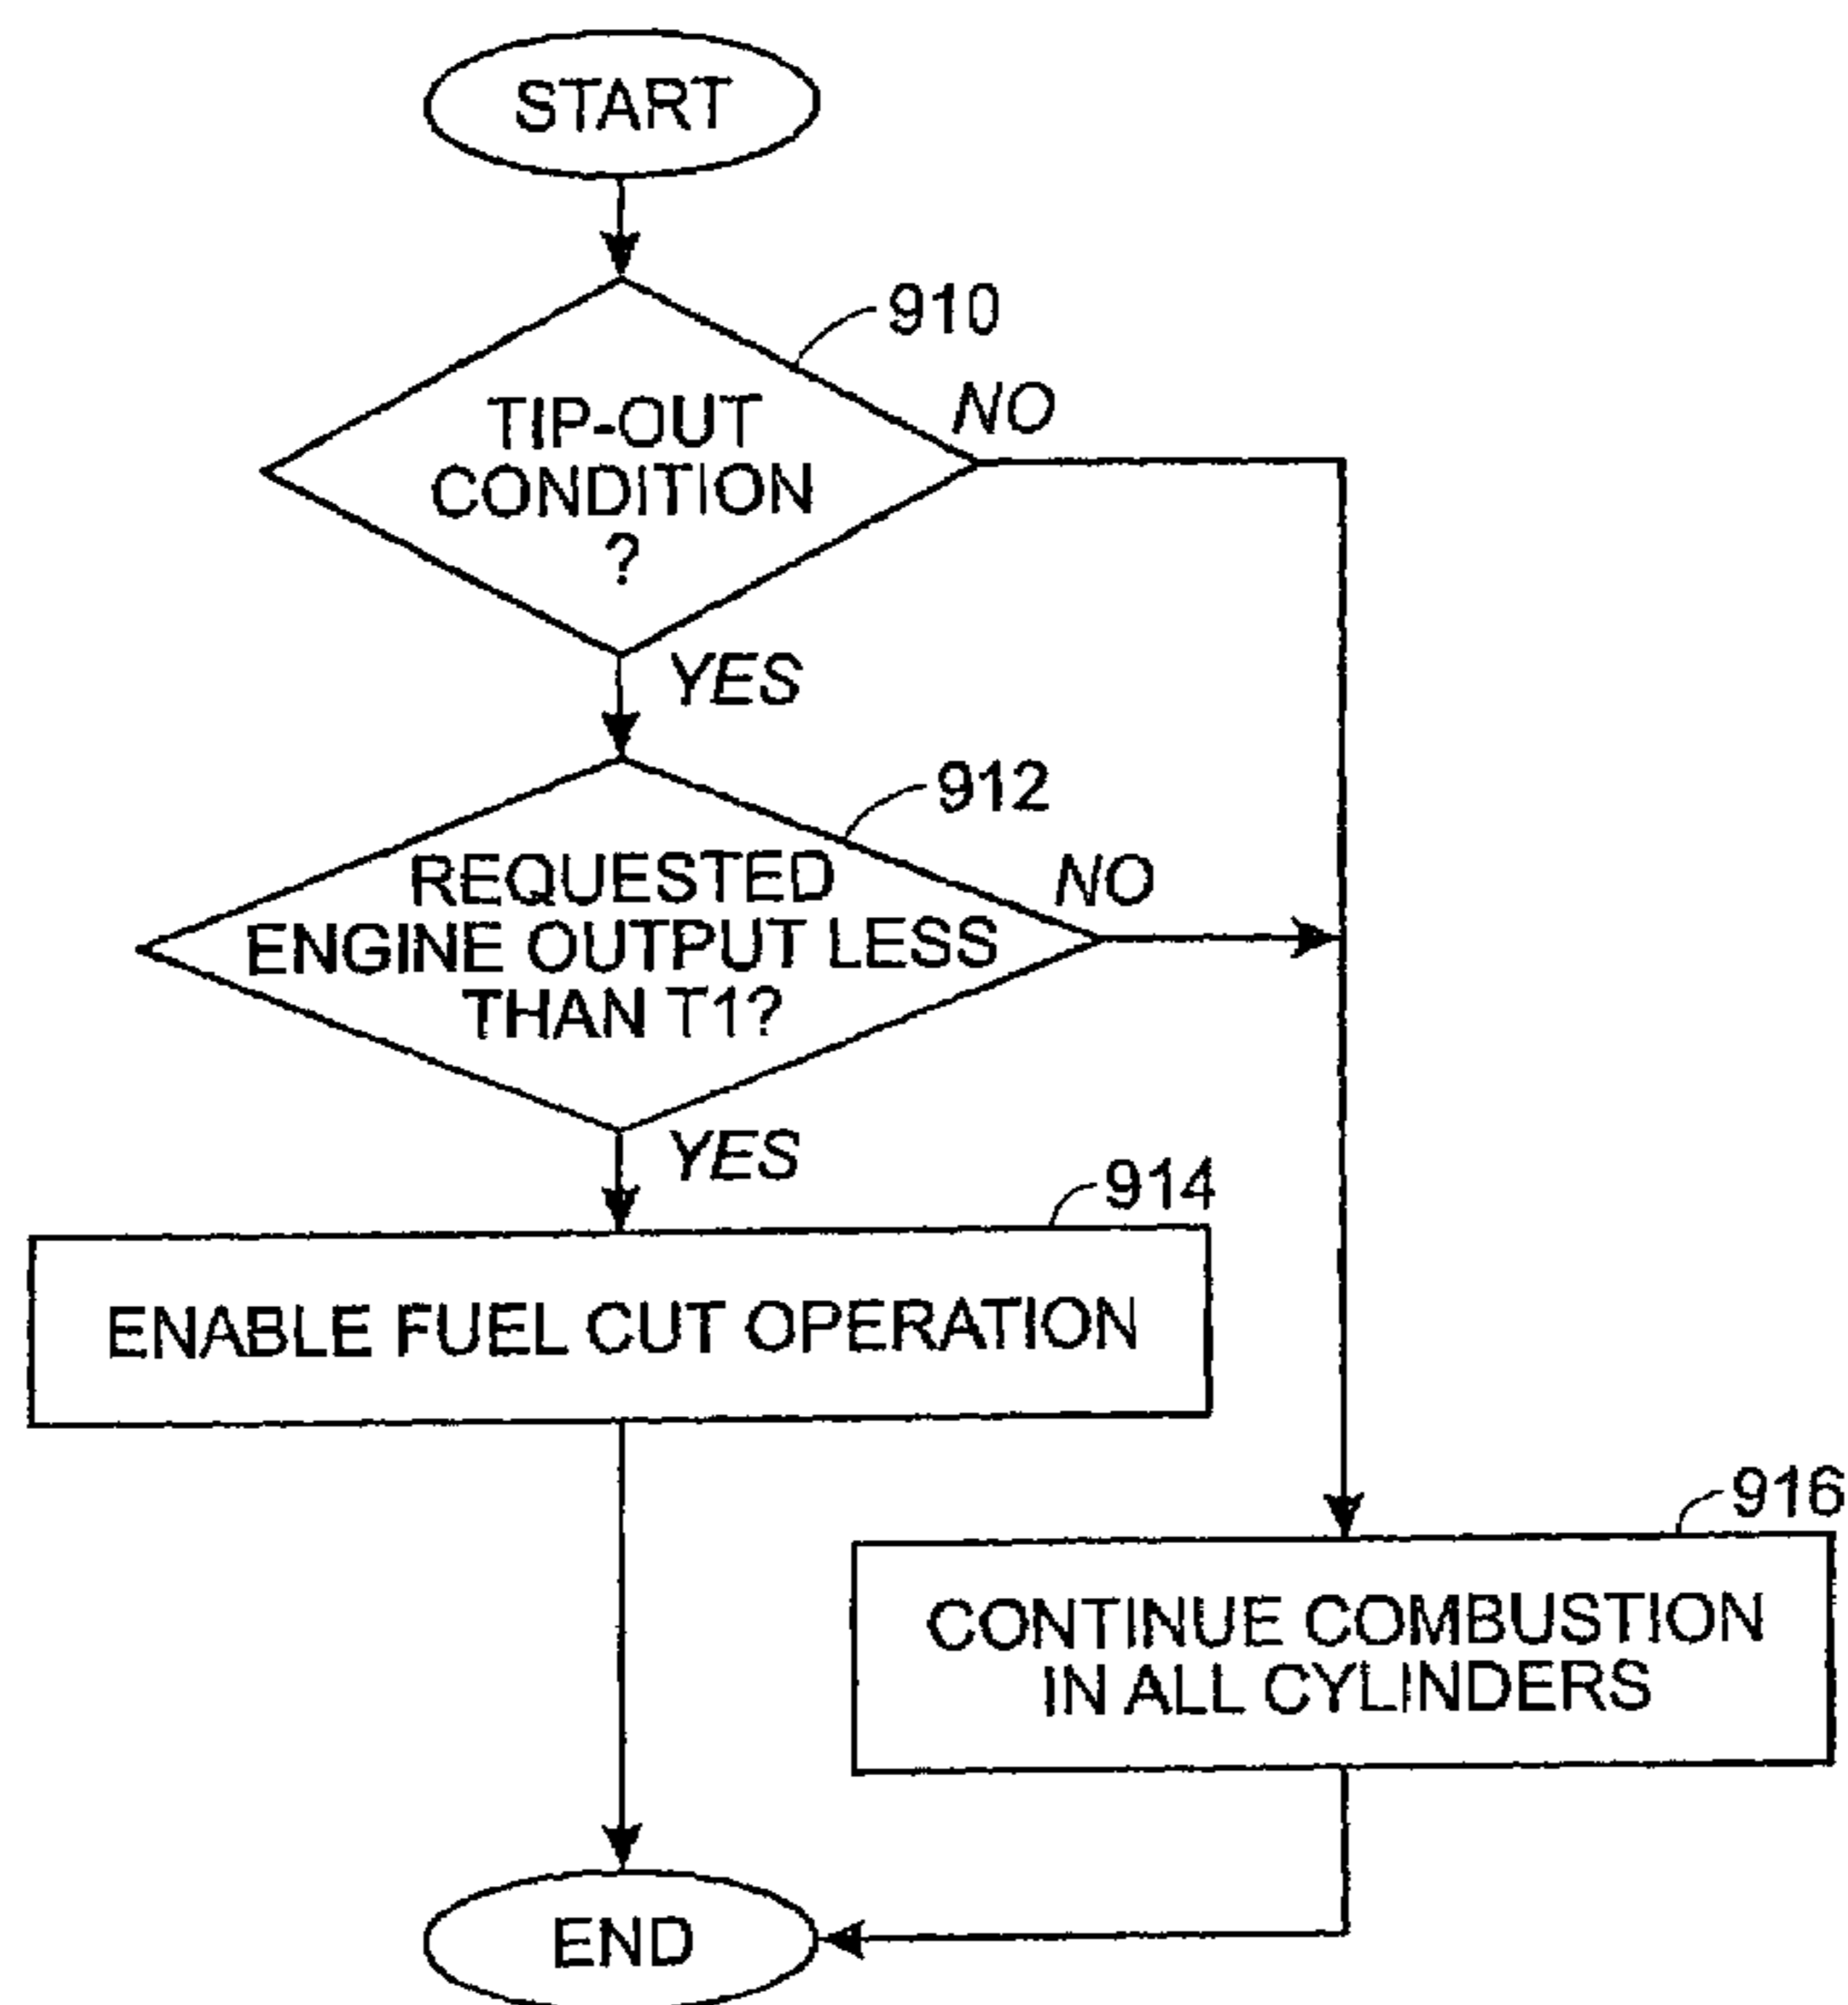 START
910
NO
TIP-OUT
CONDITION
?
YES
912
NO
REQUESTED
ENGINE OUTPUT LESS
THAN T1?
YES
914
ENABLE FUEL CUT OPERATION
916
CONTINUE COMBUSTION
IN ALL CYLINDERS
END